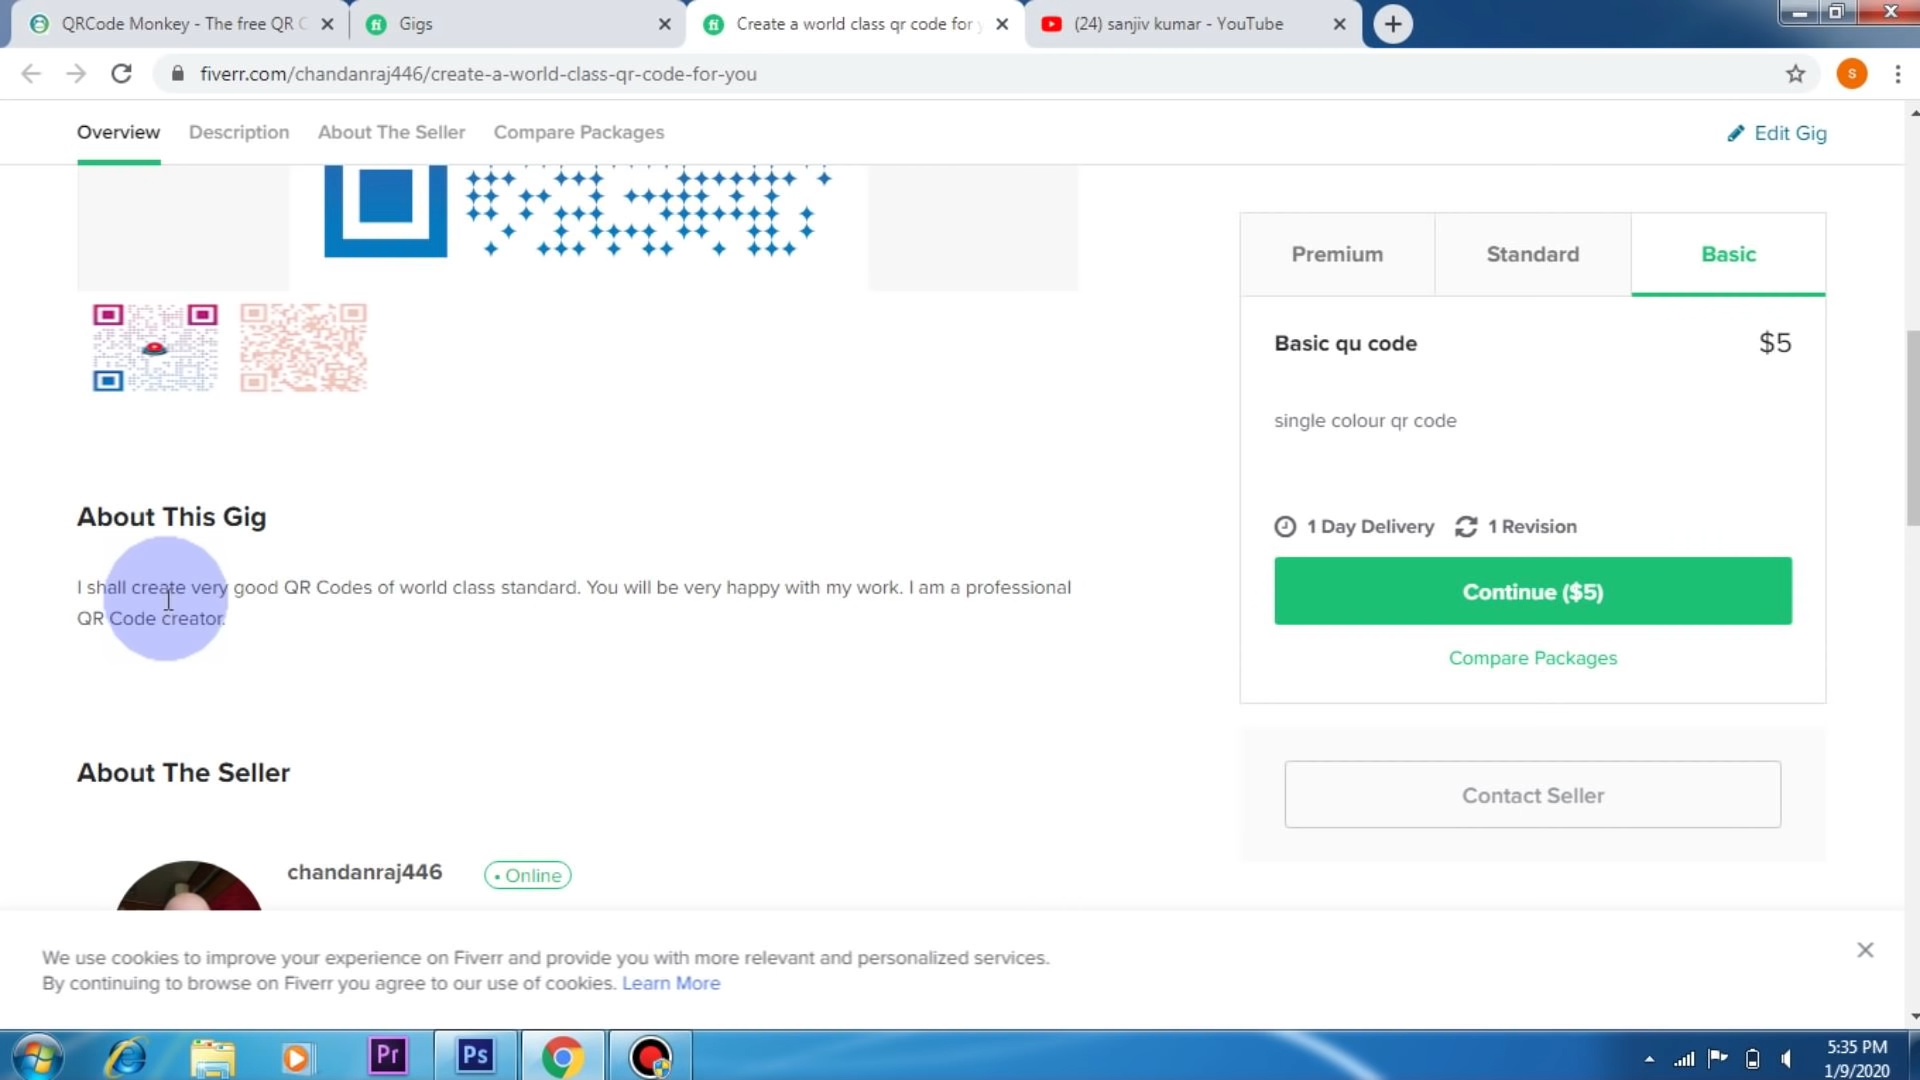 QRCode Monkey - The free QR C
Gigs
Create a world class qr code for y
(24) sanjiv kumar - YouTube
fiverr.com/chandanraj446/create-a-world-class-qr-code-for-you
S
Overview
Description
About The Seller
Compare Packages
Edit Gig
Premium
Standard
Basic
Basic qu code
$5
single colour qr code
1 Day Delivery
1 Revision
Continue ($5)
Compare Packages
Contact Seller
About This Gig
I shall create very good QR Codes of world class standard. You will be very happy with my work. I am a professional
QR Code creator.
About The Seller
chandanraj446
• Online
We use cookies to improve your experience on Fiverr and provide you with more relevant and personalized services.
By continuing to browse on Fiverr you agree to our use of cookies. Learn More
Pr
Ps
5:35 PM
1/9/2020